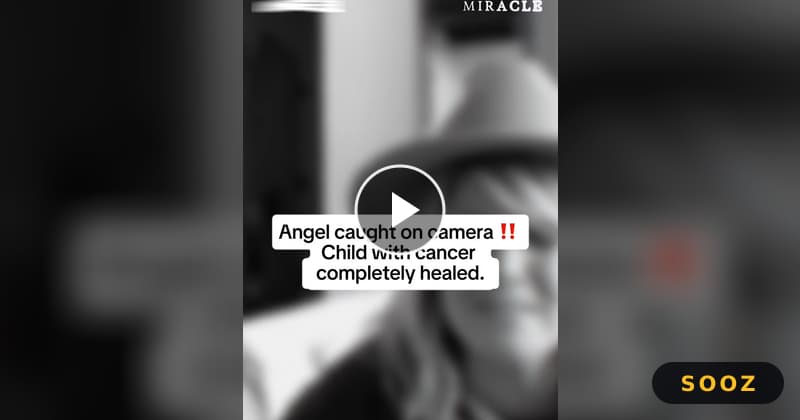 MIRACLE
Angel caught on camera ‼️
Child with cancer
completely healed.
SOOZ